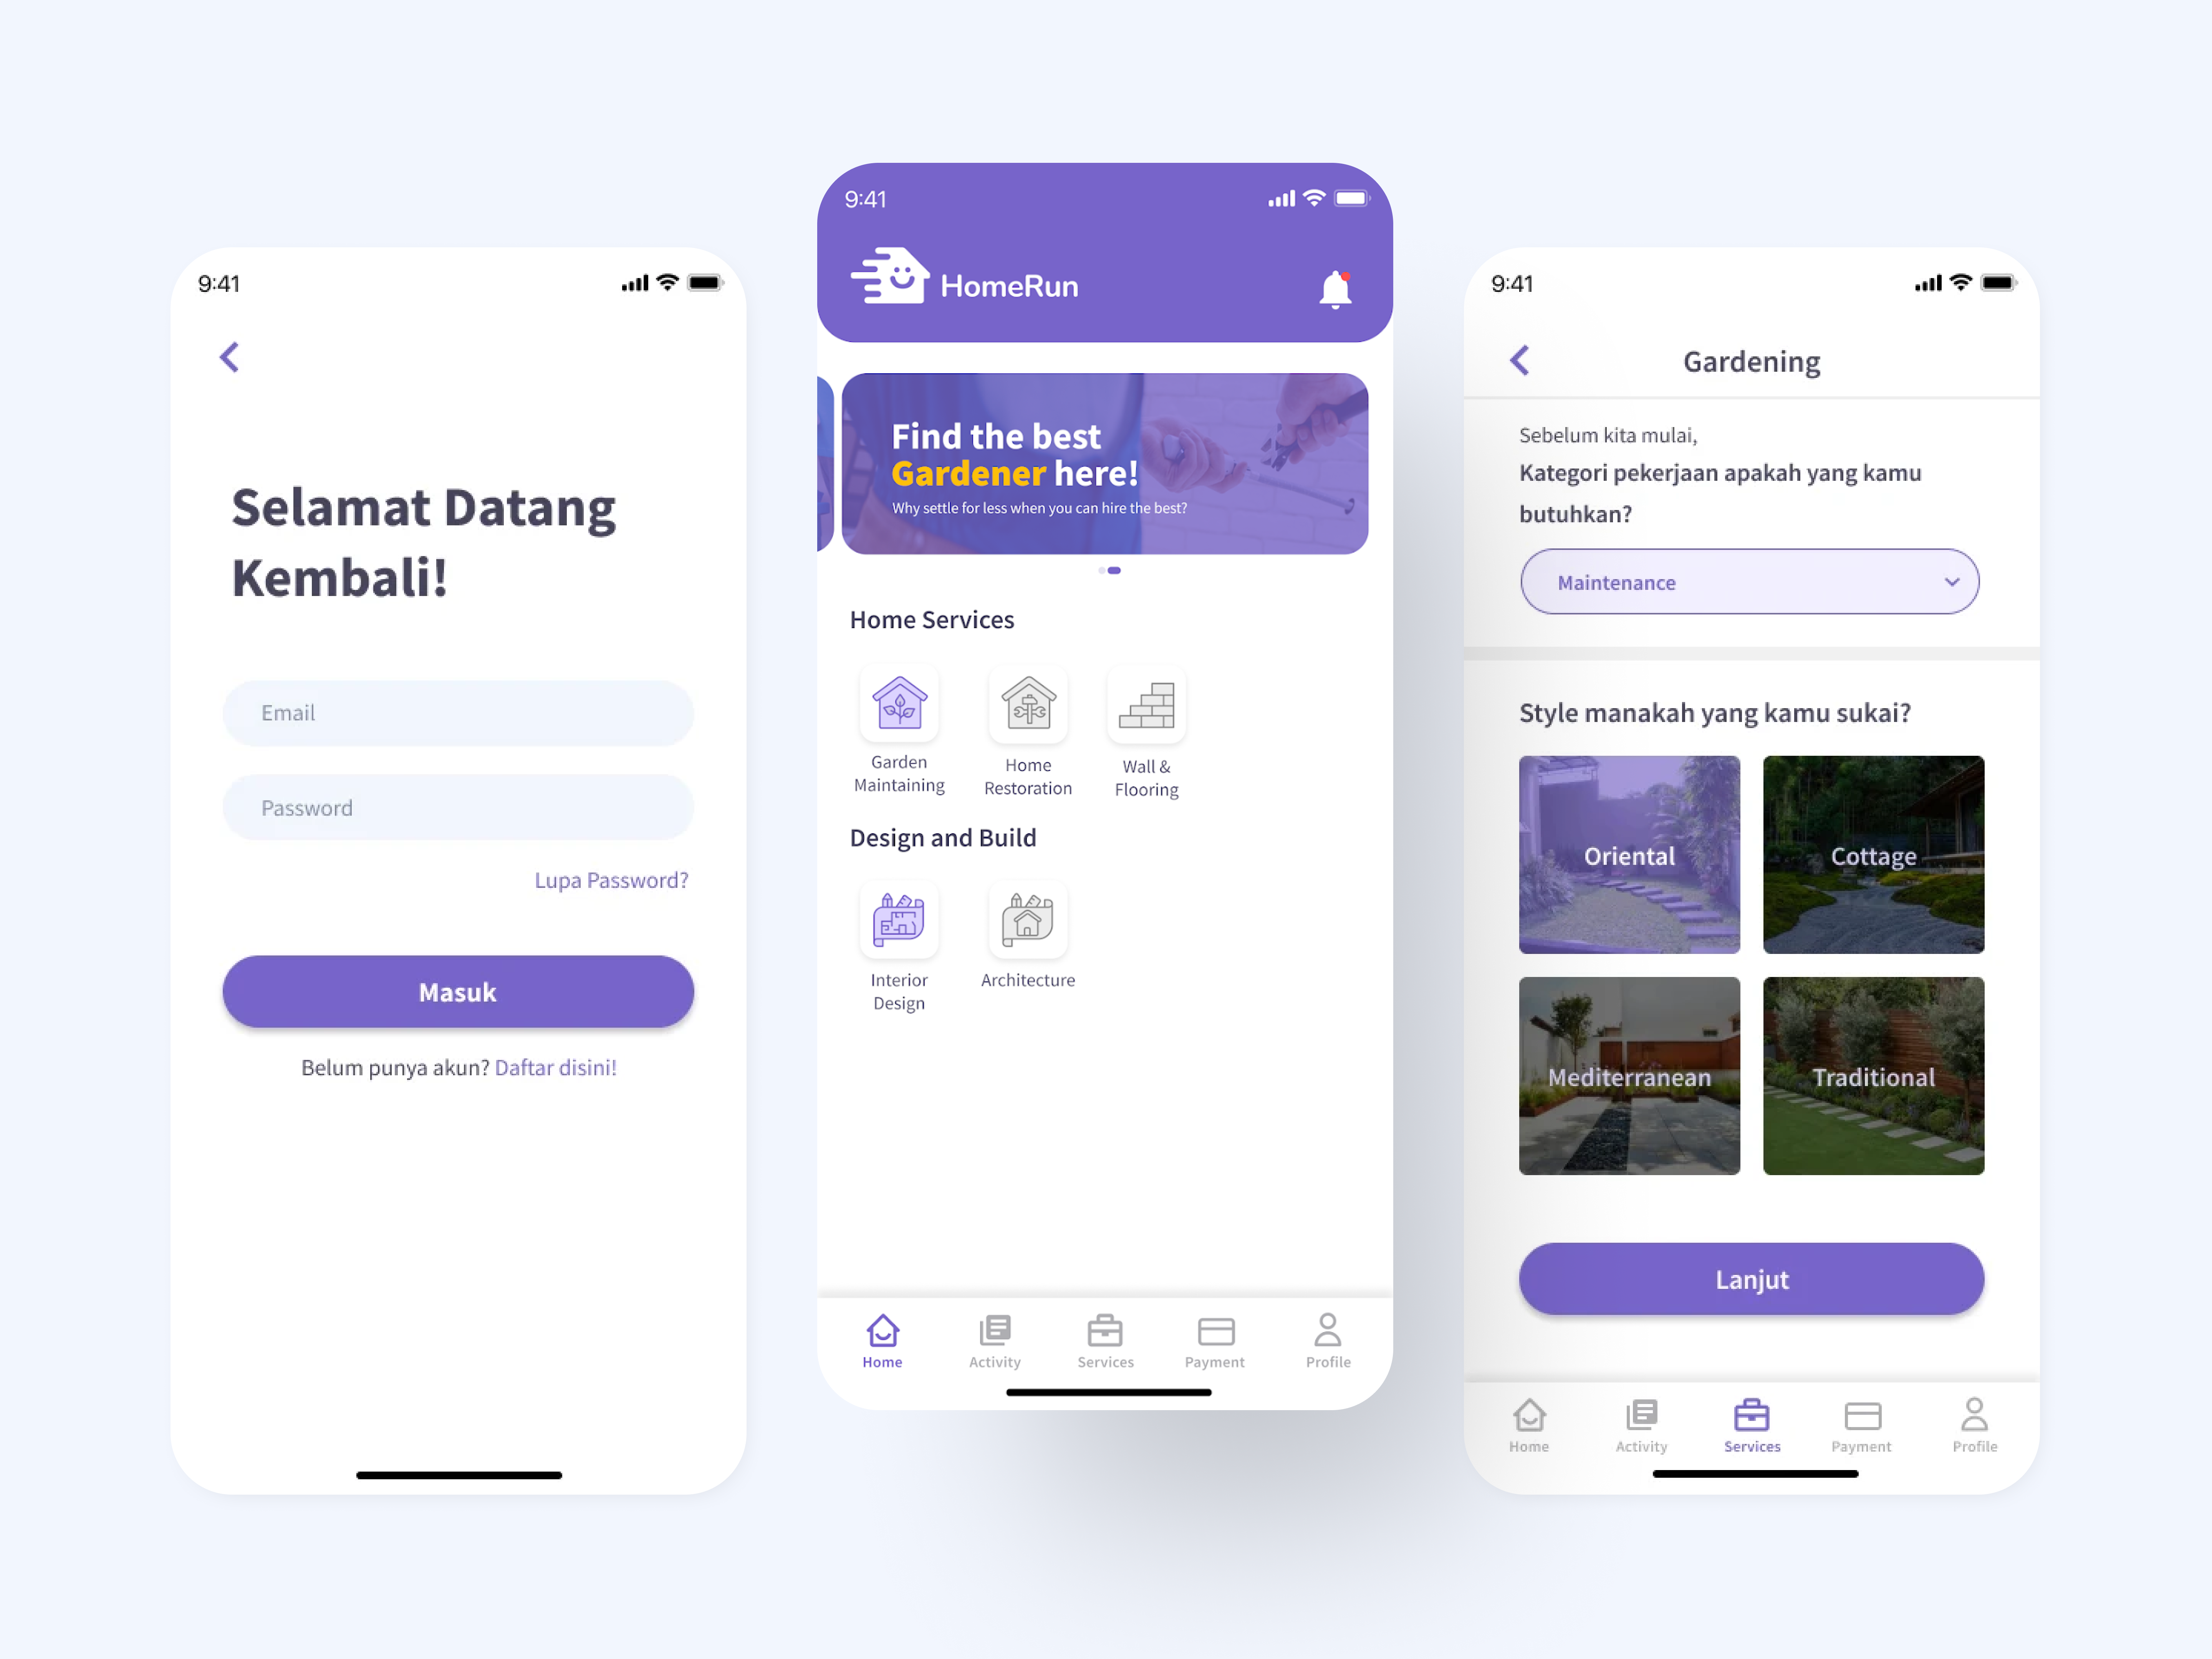 9:41
Selamat Datang
Kembali!
Email
Password
Lupa Password?
Masuk
Belum punya akun? Daftar disini!
9:41
HomeRun
Find the best
Gardener here!
Why settle for less when you can hire the best?
Home Services
Garden
Maintaining
Home
Restoration
Wall &
Flooring
Design and Build
Interior
Design
Architecture
Home
Activity
Services
Payment
Profile
9:41
Gardening
Sebelum kita mulai,
Kategori pekerjaan apakah yang kamu
butuhkan?
Maintenance
Style manakah yang kamu sukai?
Oriental
Cottage
Mediterranean
Traditional
Lanjut
Home
Activity
Services
Payment
Profile